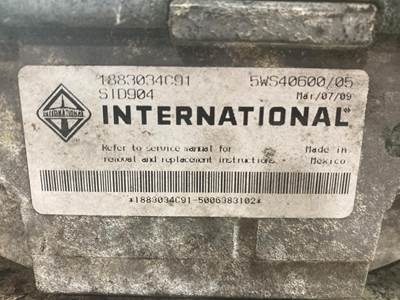 1883034C91 5WS40600/05
SID904 Mar/07/09
INTERNATIONAL®
Refer to service manual for Made in
removal and replacement instructions. Mexico
*1883034C91-5006383102*